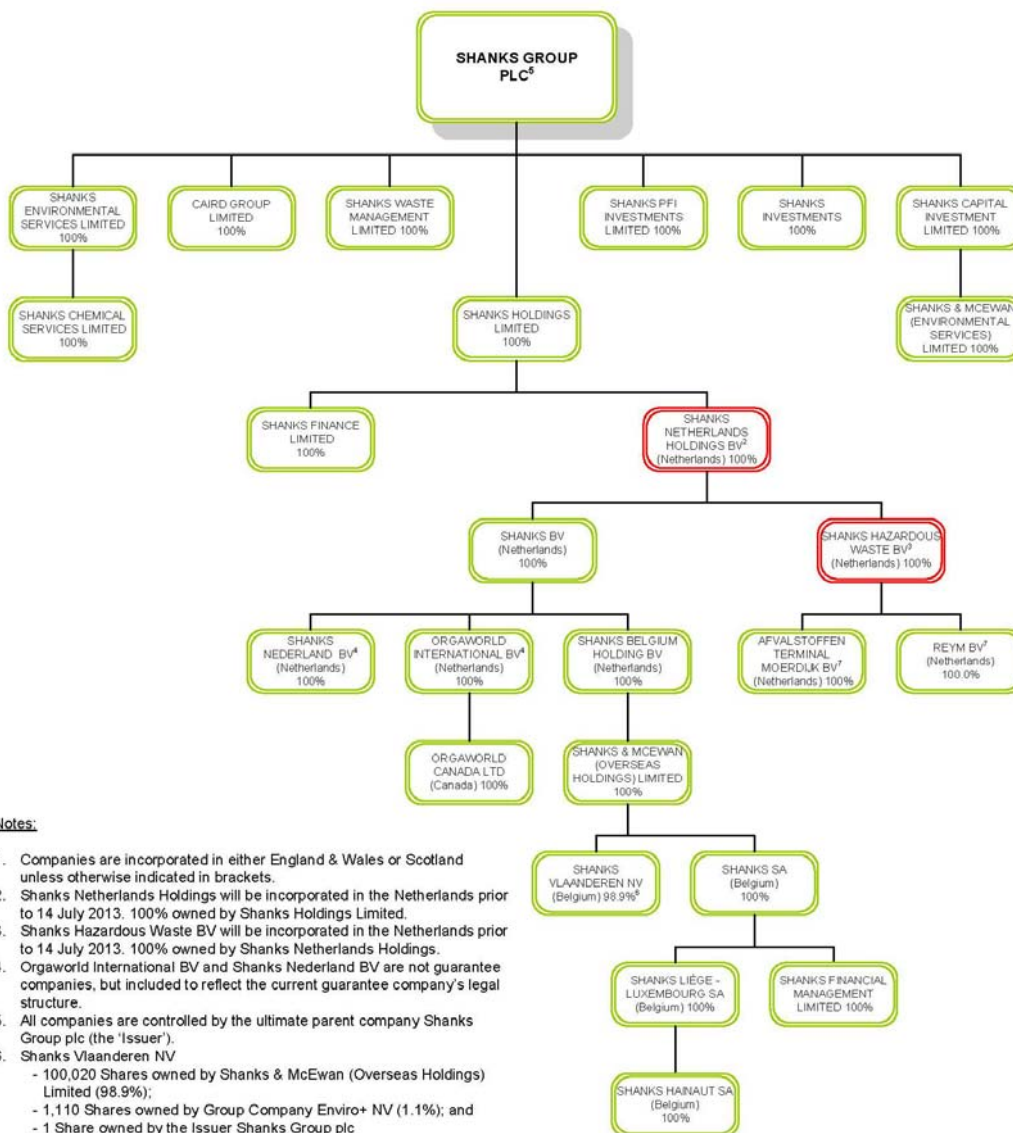 SHANKS GROUP
PLC⁵
SHANKS
ENVIRONMENTAL
SERVICES LIMITED
100%
CAIRD GROUP
LIMITED
100%
SHANKS WASTE
MANAGEMENT
LIMITED 100%
SHANKS PFI
INVESTMENTS
LIMITED 100%
SHANKS
INVESTMENTS
100%
SHANKS CAPITAL
INVESTMENT
LIMITED 100%
SHANKS CHEMICAL
SERVICES LIMITED
100%
SHANKS HOLDINGS
LIMITED
100%
SHANKS & MCEWAN
(ENVIRONMENTAL
SERVICES)
LIMITED 100%
SHANKS FINANCE
LIMITED
100%
SHANKS
NETHERLANDS
HOLDINGS BV²
(Netherlands) 100%
SHANKS BV
(Netherlands)
100%
SHANKS HAZARDOUS
WASTE BV³
(Netherlands) 100%
SHANKS
NEDERLAND BV⁴
(Netherlands)
100%
ORGAWORLD
INTERNATIONAL BV⁴
(Netherlands)
100%
SHANKS BELGIUM
HOLDING BV
(Netherlands)
100%
AFVALSTOFFEN
TERMINAL
MOERDIJK BV⁷
(Netherlands) 100%
REYM BV⁷
(Netherlands)
100.0%
ORGAWORLD
CANADA LTD
(Canada) 100%
SHANKS & MCEWAN
(OVERSEAS
HOLDINGS) LIMITED
100%
SHANKS
VLAANDEREN NV
(Belgium) 98.9%⁶
SHANKS SA
(Belgium)
100%
SHANKS LIÈGE -
LUXEMBOURG SA
(Belgium) 100%
SHANKS FINANCIAL
MANAGEMENT
LIMITED 100%
SHANKS HAINAUT SA
(Belgium)
100%
Notes:
. Companies are incorporated in either England & Wales or Scotland
unless otherwise indicated in brackets.
2. Shanks Netherlands Holdings will be incorporated in the Netherlands prior
to 14 July 2013. 100% owned by Shanks Holdings Limited.
3. Shanks Hazardous Waste BV will be incorporated in the Netherlands prior
to 14 July 2013. 100% owned by Shanks Netherlands Holdings.
4. Orgaworld International BV and Shanks Nederland BV are not guarantee
companies, but included to reflect the current guarantee company's legal
structure.
5. All companies are controlled by the ultimate parent company Shanks
Group plc (the 'Issuer').
6. Shanks Vlaanderen NV
- 100,020 Shares owned by Shanks & McEwan (Overseas Holdings)
Limited (98.9%);
- 1,110 Shares owned by Group Company Enviro+ NV (1.1%); and
- 1 Share owned by the Issuer Shanks Group plc